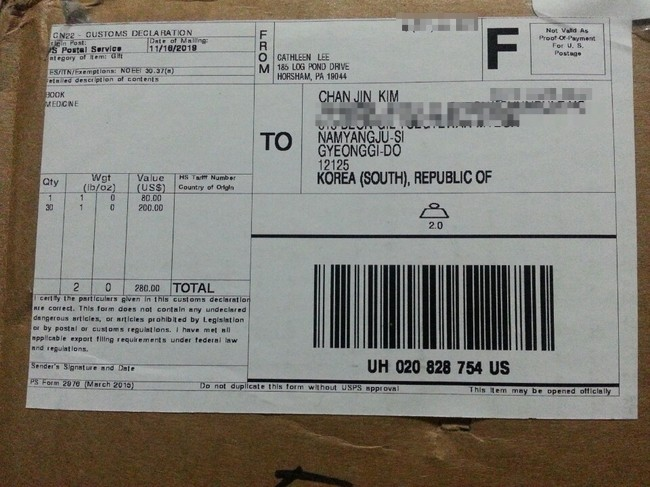 CN22 - CUSTOMS DECLARATION
Date of Mailing:
US Postal Service 11/16/2019
Category of Item: Gift
NOEEI 30.37(a)
Detailed description of contents
BOOK
MEDICINE
Qty Wgt (lb/oz) Value (US$) HS Tariff Number Country of Origin
1 1 0 80.00
30 1 0 200.00
2 0 280.00 TOTAL
I certify the particulars given in this customs declaration
are correct. This form does not contain any undeclared
dangerous articles, or articles prohibited by Legislation
or by postal or customs regulations. I have met all
applicable export filing requirements under federal law
and regulations.
Sender's Signature and Date
PS Form 2976 (March 2016) Do not duplicate this form without USPS approval This item may be opened officially
FROM
CATHLEEN LEE
185 LOG POND DRIVE
HORSHAM, PA 19044
F
Not Valid As
Proof-Of-Payment
For U. S.
Postage
TO
CHAN JIN KIM
NAMYANGJU-SI
GYEONGGI-DO
12125
KOREA (SOUTH), REPUBLIC OF
2.0
UH 020 828 754 US